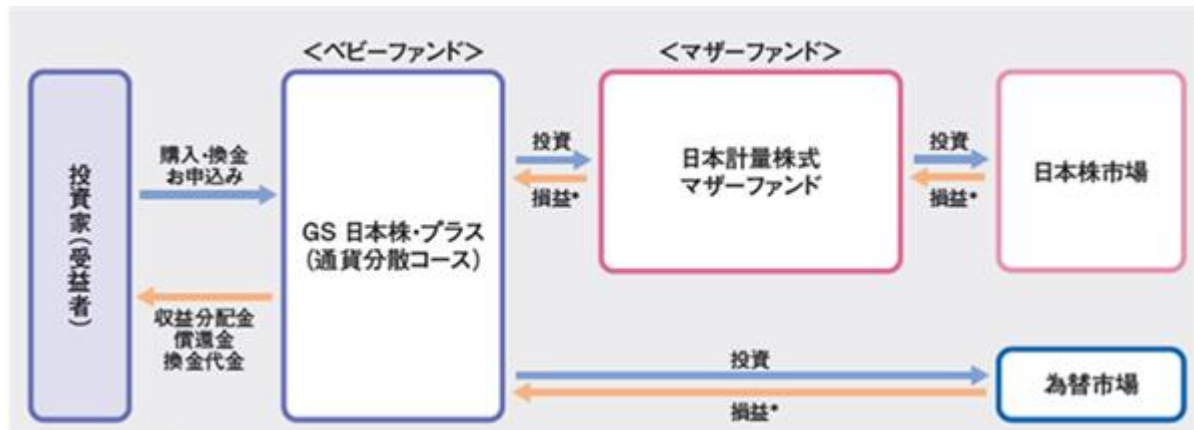 <ベビーファンド>
<マザーファンド>
投資家(受益者)
購入・換金
お申込み
収益分配金
償還金
換金代金
GS 日本株・プラス
(通貨分散コース)
投資
損益*
日本計量株式
マザーファンド
投資
損益*
日本株市場
投資
損益*
為替市場